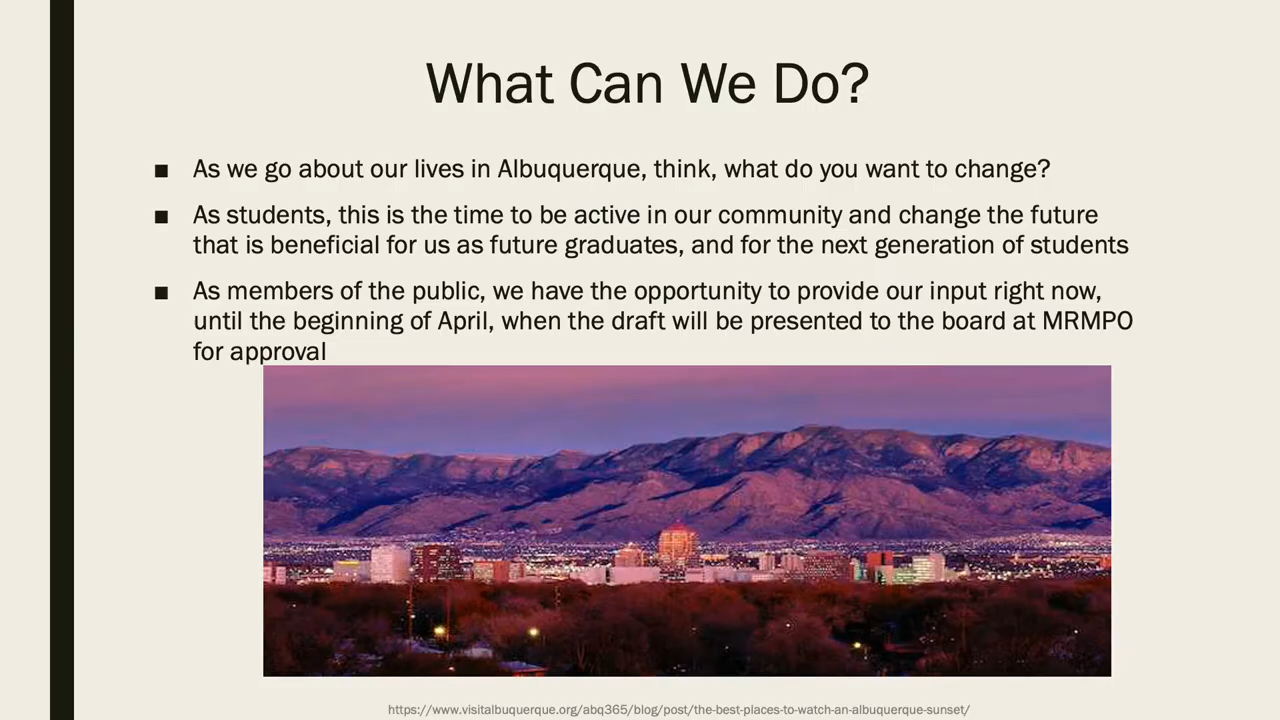 What Can We Do?
■ As we go about our lives in Albuquerque, think, what do you want to change?
■ As students, this is the time to be active in our community and change the future
that is beneficial for us as future graduates, and for the next generation of students
■ As members of the public, we have the opportunity to provide our input right now,
until the beginning of April, when the draft will be presented to the board at MRMPO
for approval
https://www.visitalbuquerque.org/abq365/blog/post/the-best-places-to-watch-an-albuquerque-sunset/